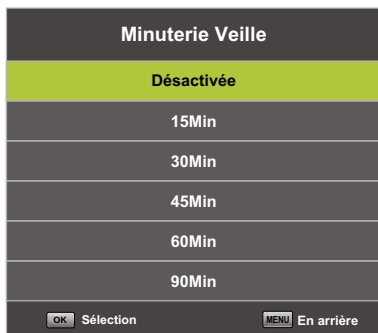 Minuterie Veille
Désactivée
15Min
30Min
45Min
60Min
90Min
OK Sélection MENU En arrière